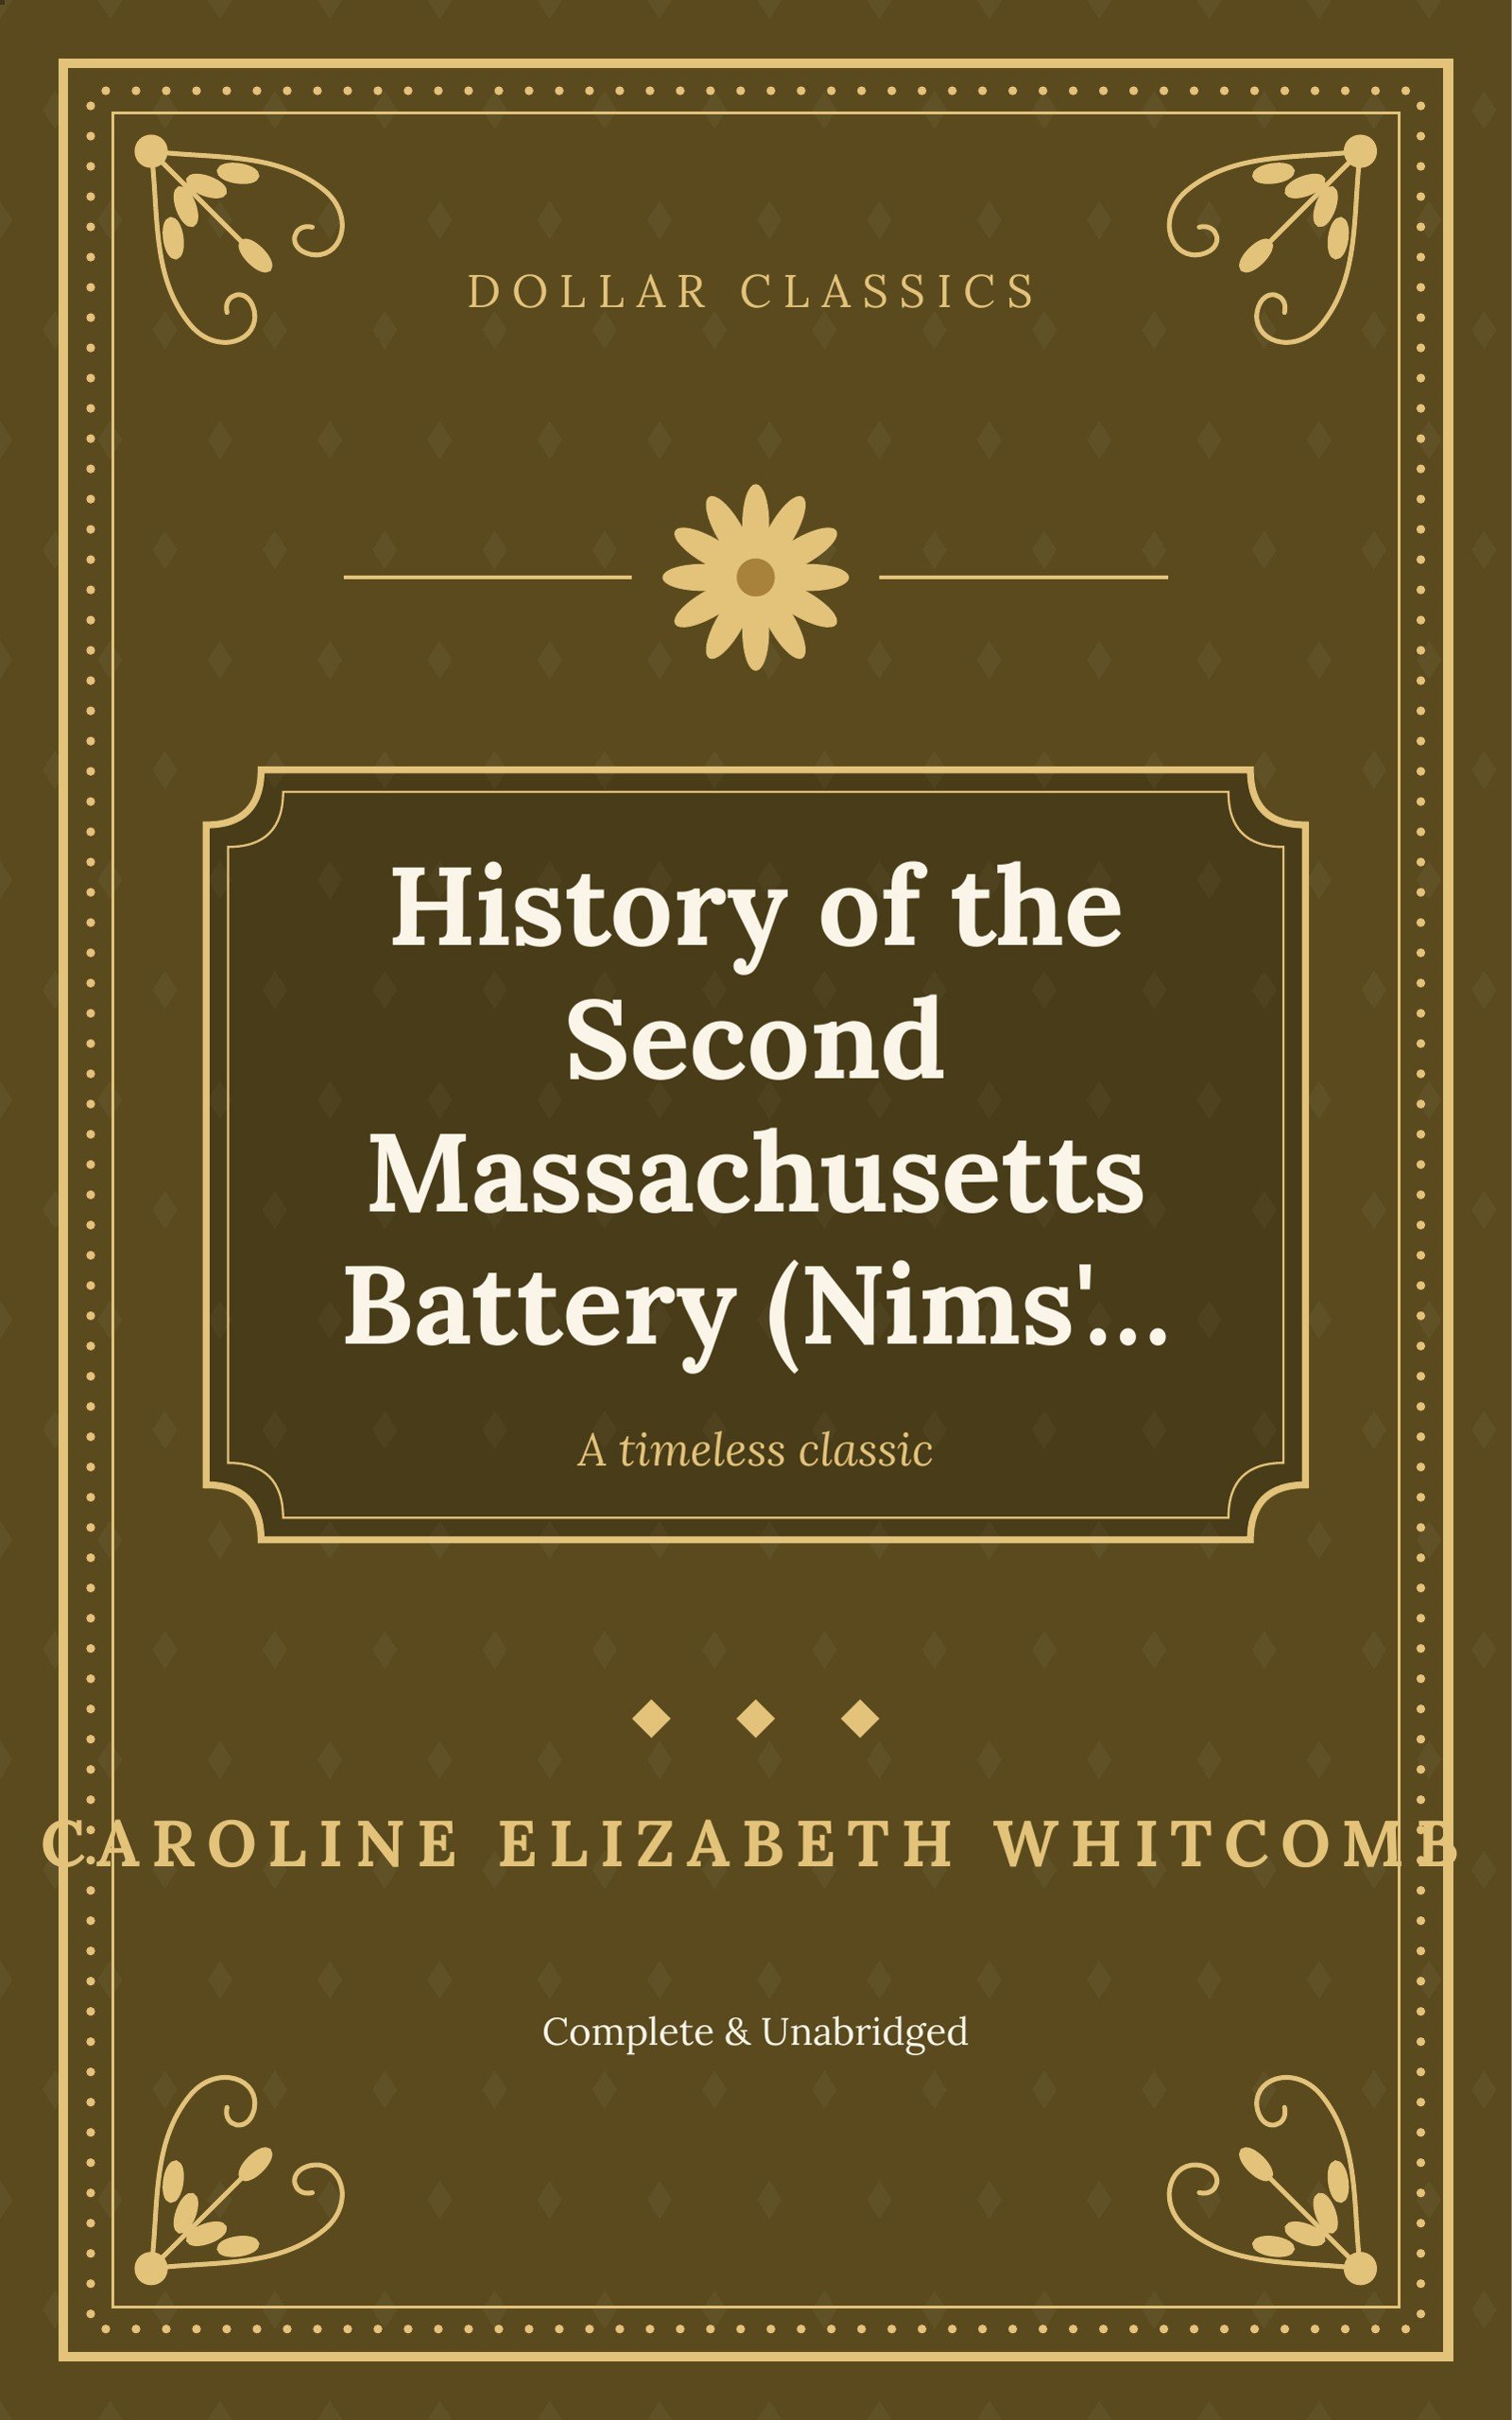 DOLLAR CLASSICS
History of the
Second
Massachusetts
Battery (Nims'...
A timeless classic
CAROLINE ELIZABETH WHITCOMB
Complete & Unabridged